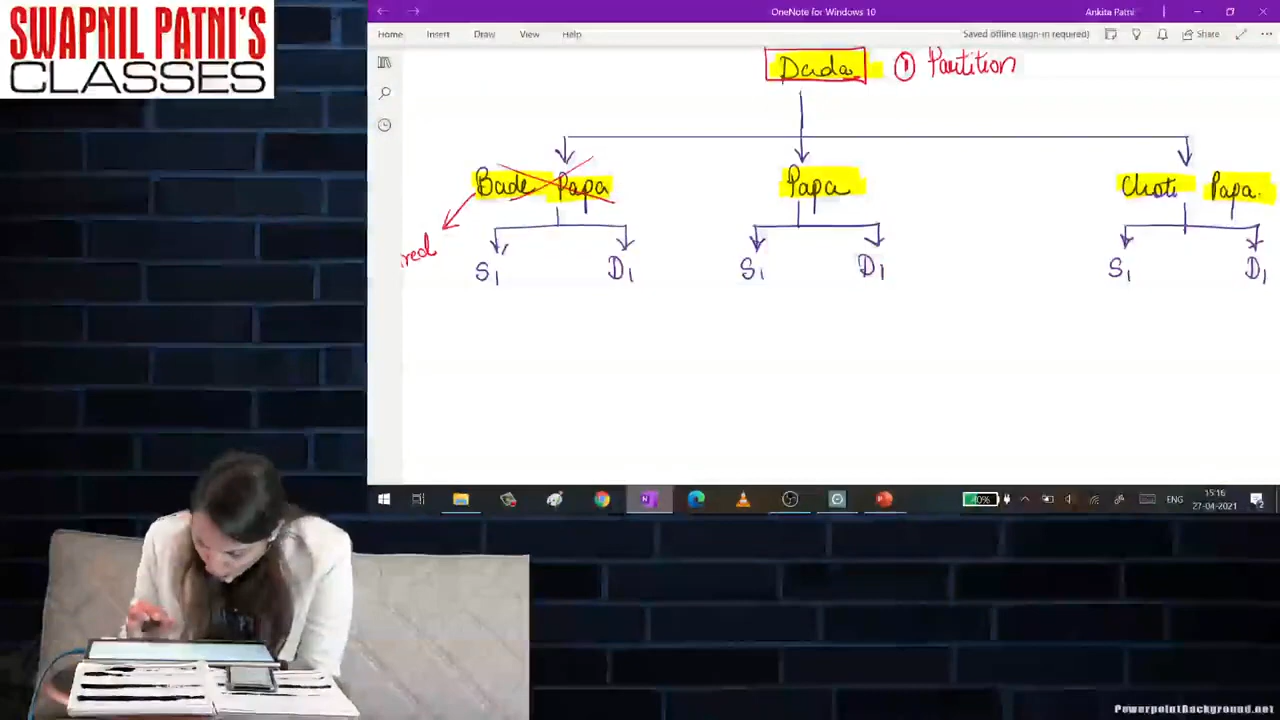 SWAPNIL PATNI'S
CLASSES
OneNote for Windows 10
Ankita Patni
Home Insert Draw View Help
Saved offline (sign-in required)
Share
Dada ① Partition
Bade Papa
Papa
Choti Papa.
S1 D1
S1 D1
S1 D1
40%
ENG
15:16
27-04-2021
2
PowerpointBackground.net